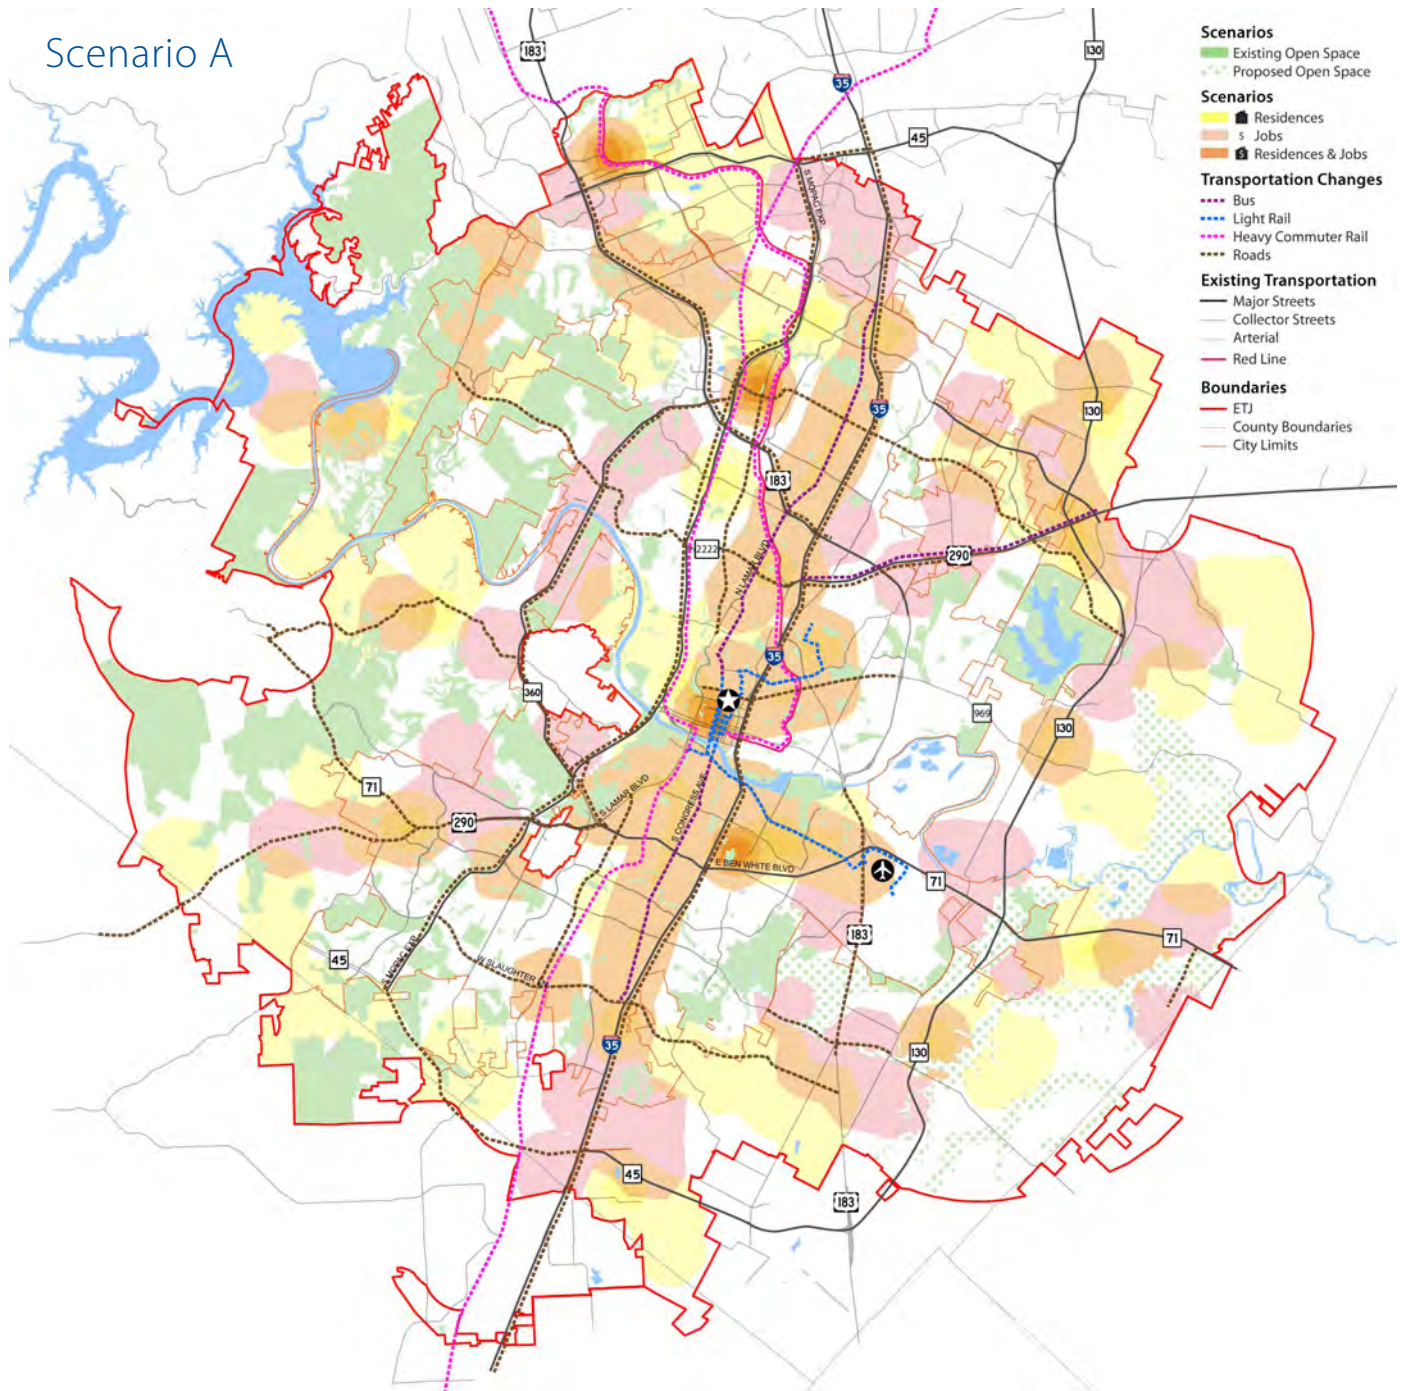 Scenario A
Scenarios
Existing Open Space
Proposed Open Space
Scenarios
Residences
$ Jobs
Residences & Jobs
Transportation Changes
Bus
Light Rail
Heavy Commuter Rail
Roads
Existing Transportation
Major Streets
Collector Streets
Arterial
Red Line
Boundaries
ETJ
County Boundaries
City Limits
183
35
130
45
S MOPAC EXP
130
35
183
2222
N LAMAR BLVD
290
35
360
969
130
71
290
S LAMAR BLVD
S CONGRESS AVE
E BEN WHITE BLVD
71
183
71
45
S MOPAC EXP
W SLAUGHTER LN
35
130
45
183